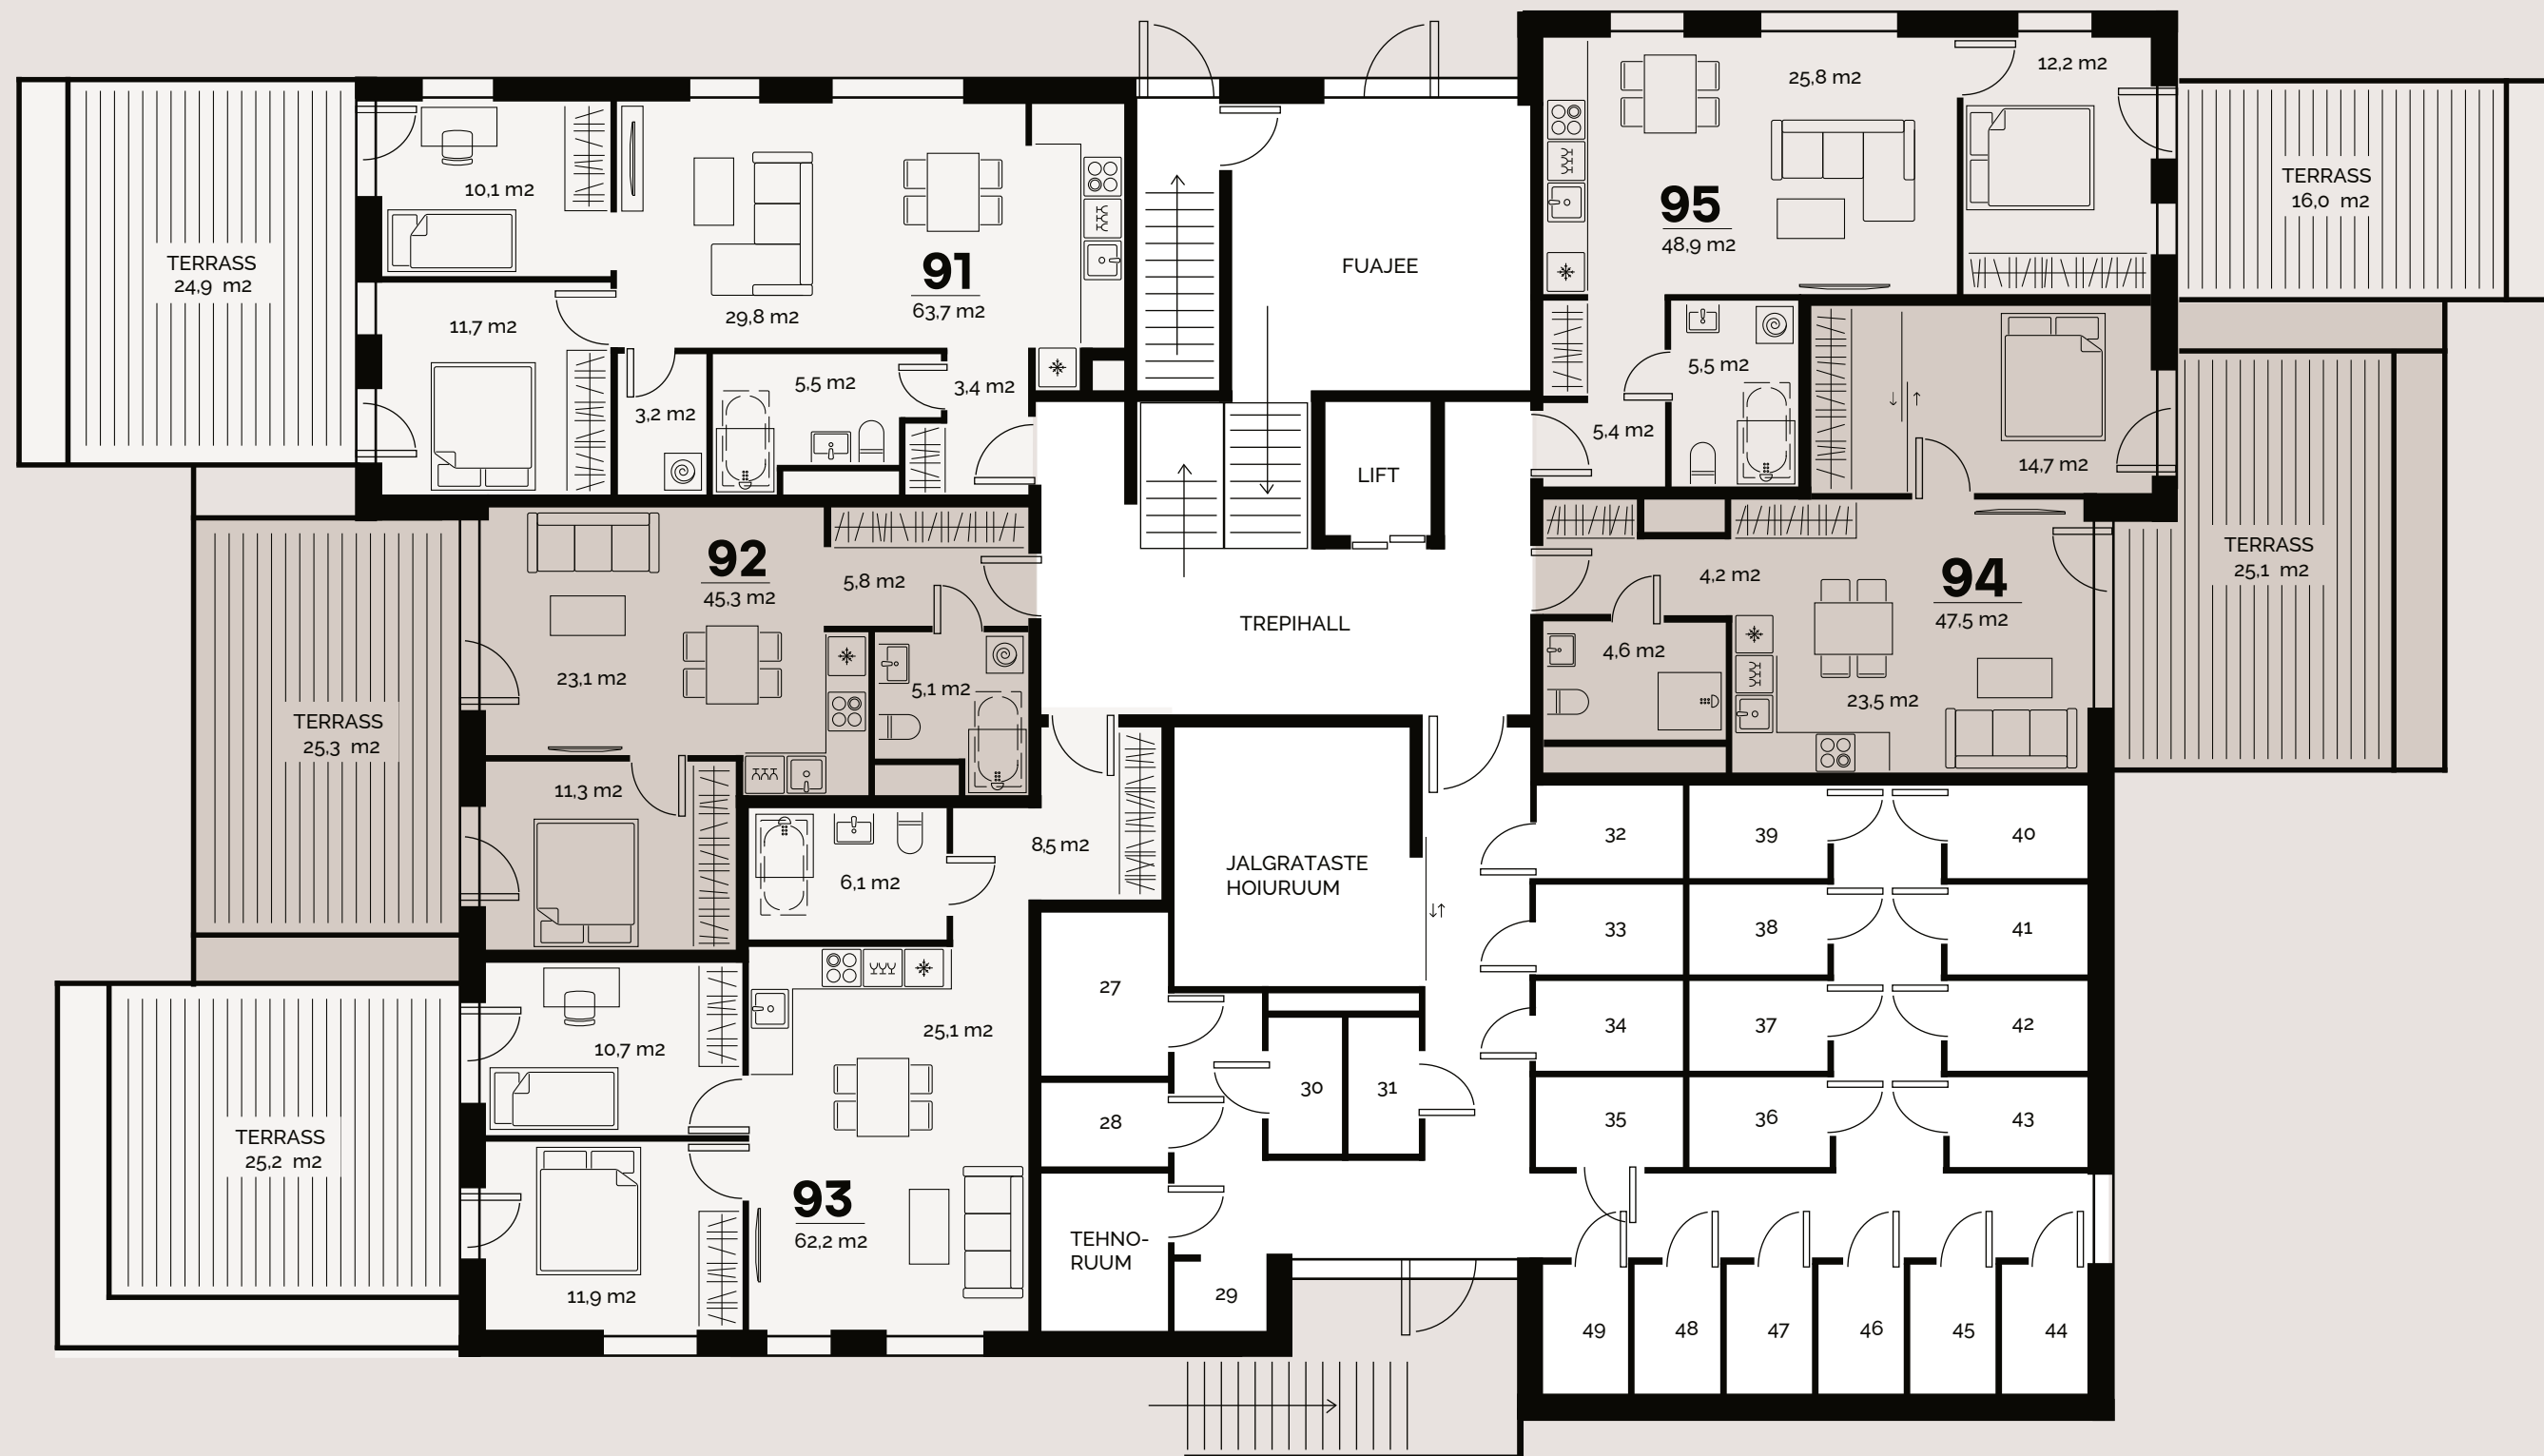 TERRASS
24,9 m2
10,1 m2
11,7 m2
29,8 m2
91
63,7 m2
3,2 m2
5,5 m2
3,4 m2
FUAJEE
LIFT
TREPIHALL
95
48,9 m2
25,8 m2
12,2 m2
5,5 m2
5,4 m2
TERRASS
16,0 m2
14,7 m2
94
47,5 m2
4,2 m2
4,6 m2
23,5 m2
TERRASS
25,1 m2
92
45,3 m2
5,8 m2
23,1 m2
5,1 m2
11,3 m2
TERRASS
25,3 m2
8,5 m2
6,1 m2
25,1 m2
10,7 m2
93
62,2 m2
11,9 m2
TERRASS
25,2 m2
JALGRATASTE
HOIURUUM
27
28
30
31
TEHNO-
RUUM
29
32
39
40
33
38
41
34
37
42
35
36
43
49
48
47
46
45
44